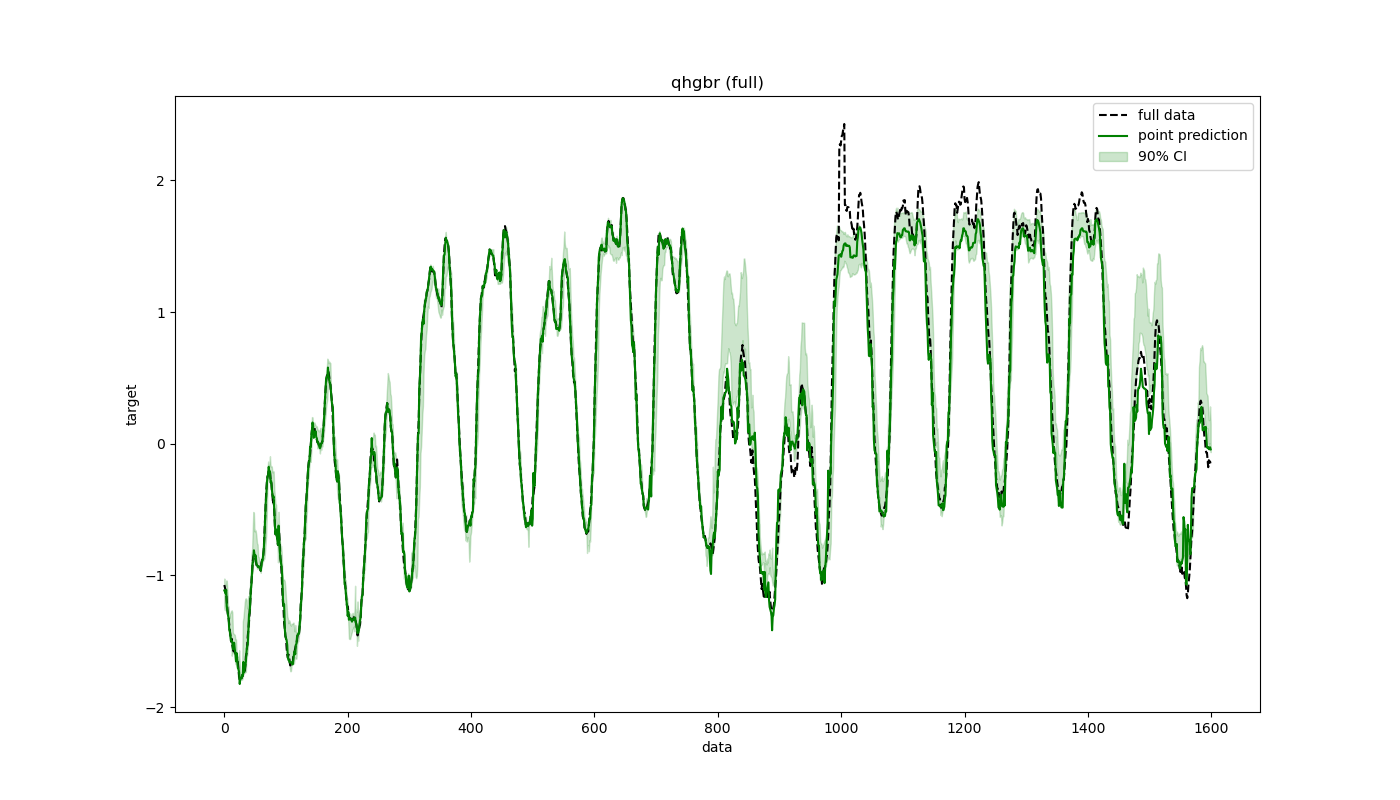 qhgbr (full)
full data
point prediction
90% CI
target
2
1
0
−1
−2
0 200 400 600 800 1000 1200 1400 1600
data